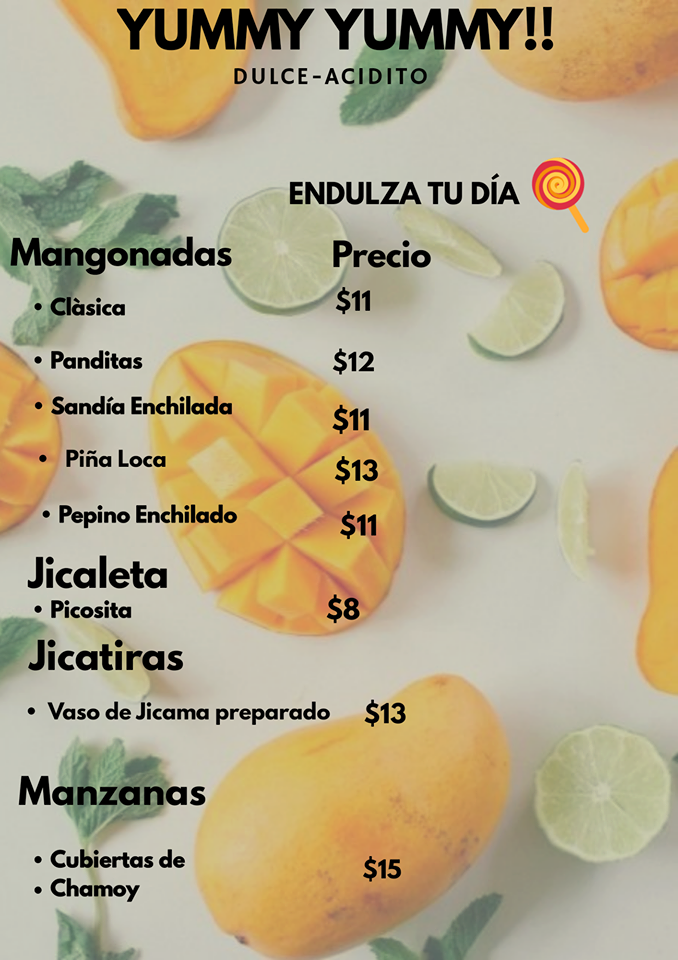 YUMMY YUMMY!!
DULCE-ACIDITO
ENDULZA TU DÍA
Mangonadas Precio
• Clàsica $11
• Panditas $12
• Sandía Enchilada $11
• Piña Loca $13
• Pepino Enchilado $11
Jicaleta
• Picosita $8
Jicatiras
• Vaso de Jicama preparado $13
Manzanas
• Cubiertas de $15
• Chamoy